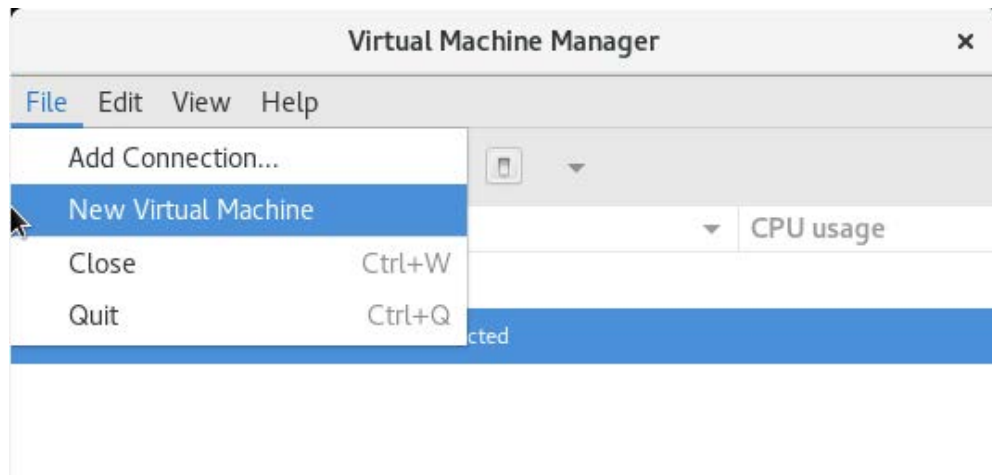 Virtual Machine Manager ×
File Edit View Help
Add Connection...
New Virtual Machine
CPU usage
Close Ctrl+W
Quit Ctrl+Q
cted